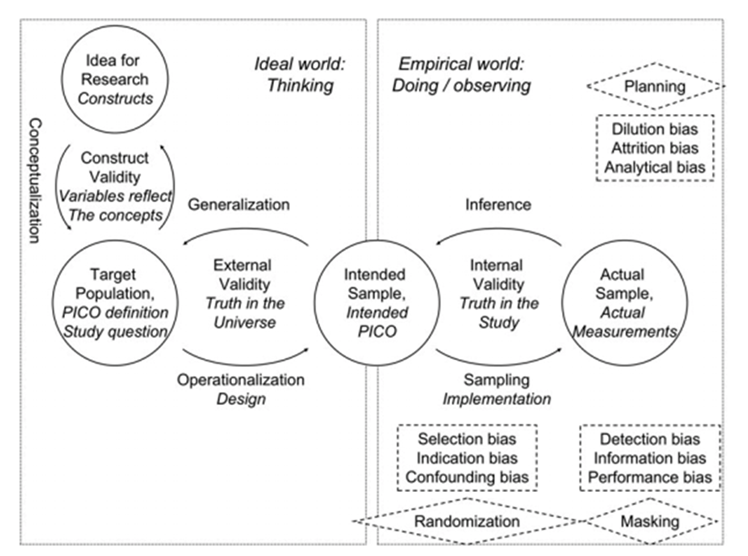 Idea for
Research
Constructs
Ideal world:
Thinking
Empirical world:
Doing / observing
Planning
Dilution bias
Attrition bias
Analytical bias
Conceptualization
Construct
Validity
Variables reflect
The concepts
Generalization
Inference
Target
Population,
PICO definition
Study question
External
Validity
Truth in the
Universe
Intended
Sample,
Intended
PICO
Internal
Validity
Truth in the
Study
Actual
Sample,
Actual
Measurements
Operationalization
Design
Sampling
Implementation
Selection bias
Indication bias
Confounding bias
Detection bias
Information bias
Performance bias
Randomization
Masking